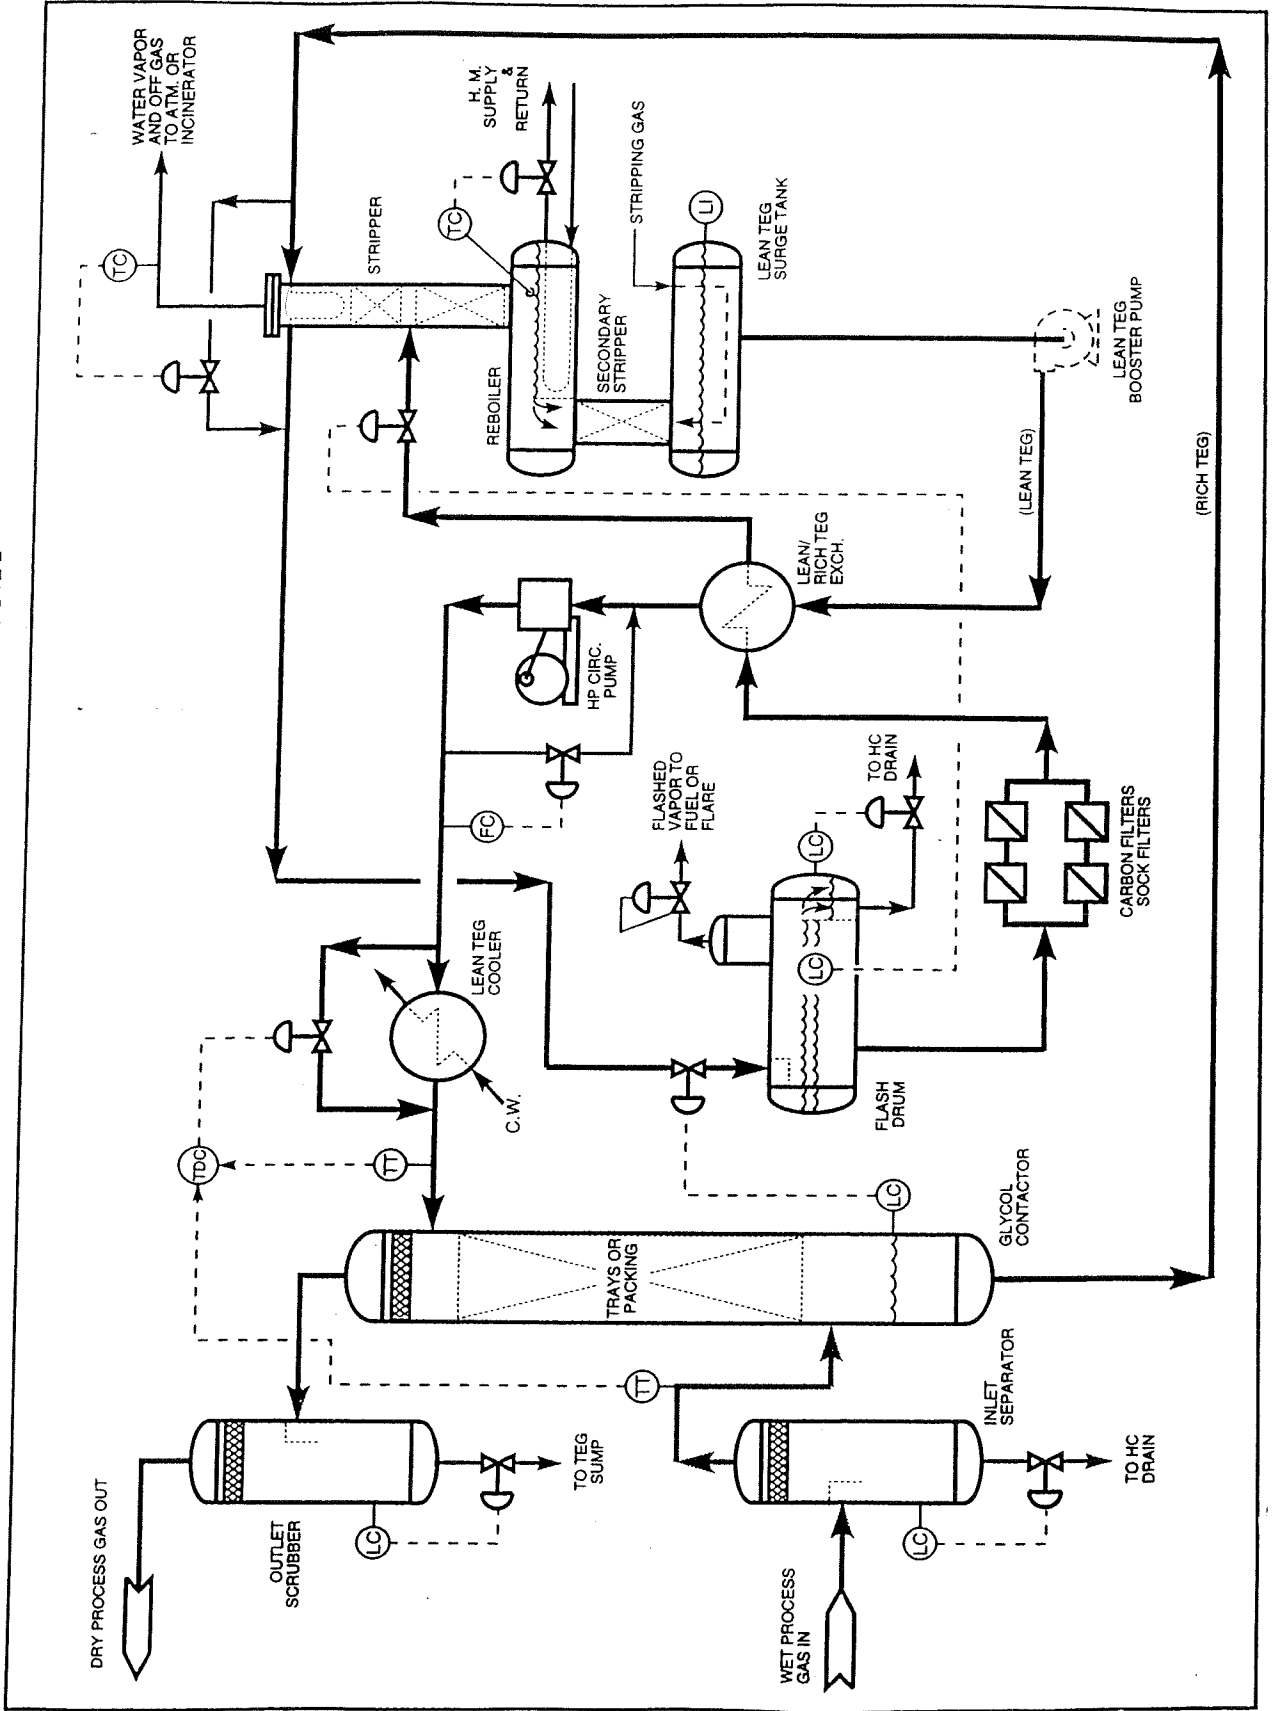 WATER VAPOR
AND OFF GAS
TO ATM. OR
INCINERATOR
TC
H. M.
SUPPLY
&
RETURN
TC
STRIPPER
STRIPPING GAS
LI
LEAN TEG
SURGE TANK
REBOILER
SECONDARY
STRIPPER
LEAN TEG
BOOSTER PUMP
(LEAN TEG)
(RICH TEG)
LEAN/
RICH TEG
EXCH.
HP CIRC.
PUMP
FC
FLASHED
VAPOR TO
FUEL OR
FLARE
TO HC
DRAIN
LC
LC
CARBON FILTERS
SOCK FILTERS
LEAN TEG
COOLER
C.W.
FLASH
DRUM
TDC
TT
LC
TRAYS OR
PACKING
GLYCOL
CONTACTOR
TT
INLET
SEPARATOR
TO TEG
SUMP
LC
OUTLET
SCRUBBER
DRY PROCESS GAS OUT
TO HC
DRAIN
LC
WET PROCESS
GAS IN